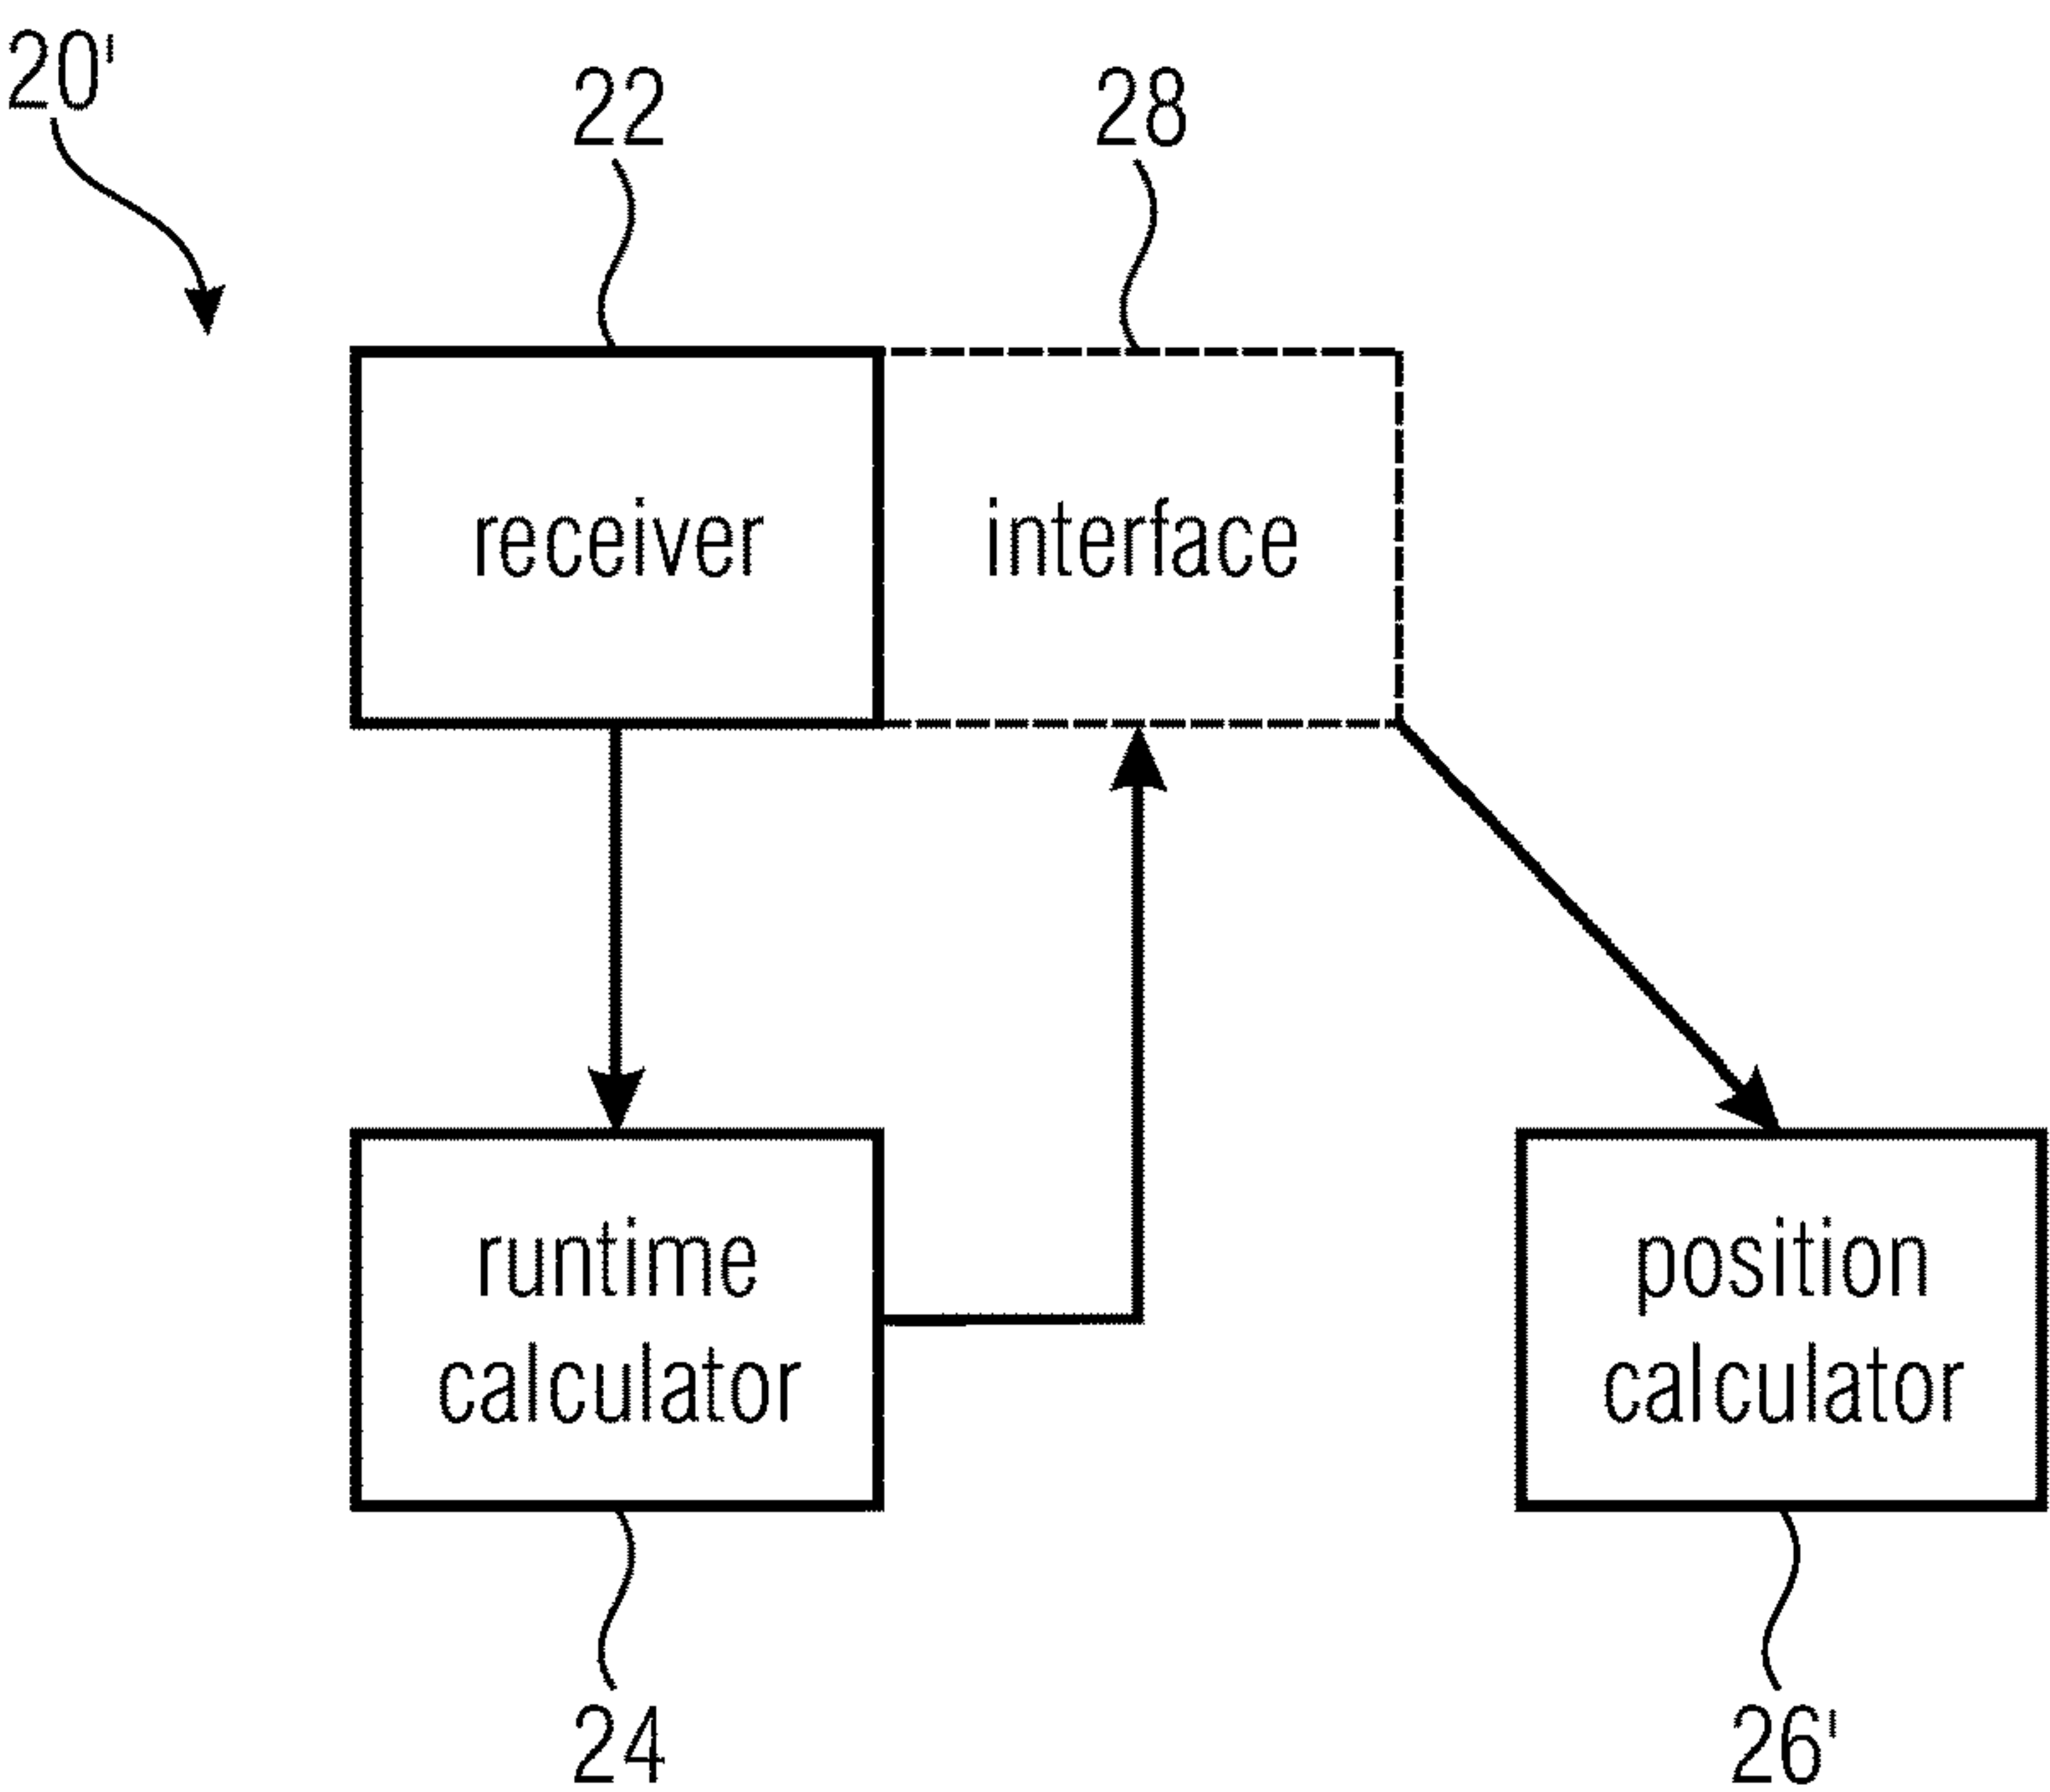 20'
22
28
receiver
interface
runtime
calculator
position
calculator
24
26'